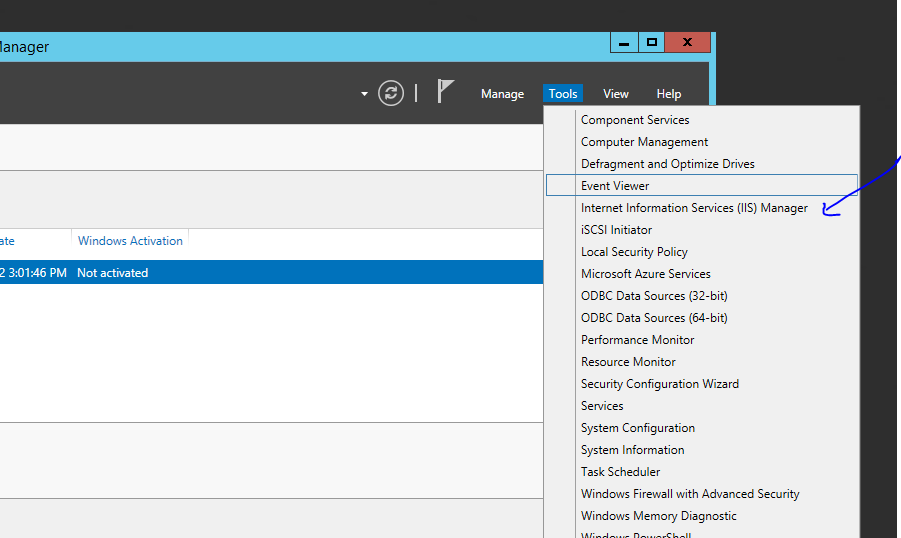 Manager
Manage Tools View Help
Component Services
Computer Management
Defragment and Optimize Drives
Event Viewer
Internet Information Services (IIS) Manager
iSCSI Initiator
Local Security Policy
Microsoft Azure Services
ODBC Data Sources (32-bit)
ODBC Data Sources (64-bit)
Performance Monitor
Resource Monitor
Security Configuration Wizard
Services
System Configuration
System Information
Task Scheduler
Windows Firewall with Advanced Security
Windows Memory Diagnostic
Windows PowerShell
ate Windows Activation
2 3:01:46 PM Not activated